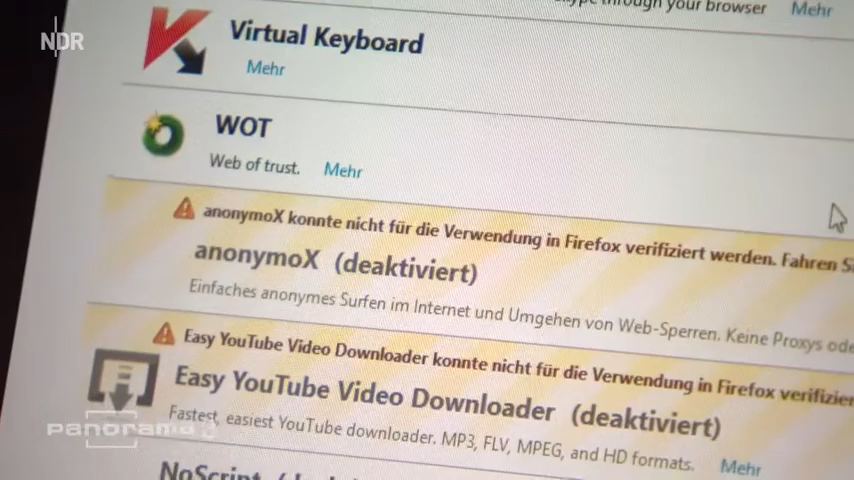 through your browser Mehr
NDR
Virtual Keyboard
Mehr
WOT
Web of trust. Mehr
anonymoX konnte nicht für die Verwendung in Firefox verifiziert werden. Fahren
anonymoX (deaktiviert)
Einfaches anonymes Surfen im Internet und Umgehen von Web-Sperren. Keine Proxys
Easy YouTube Video Downloader konnte nicht für die Verwendung in Firefox
Easy YouTube Video Downloader (deaktiviert)
Fastest, easiest YouTube downloader. MP3, FLV, MPEG, and HD formats. Mehr
panorama 3
NoScript